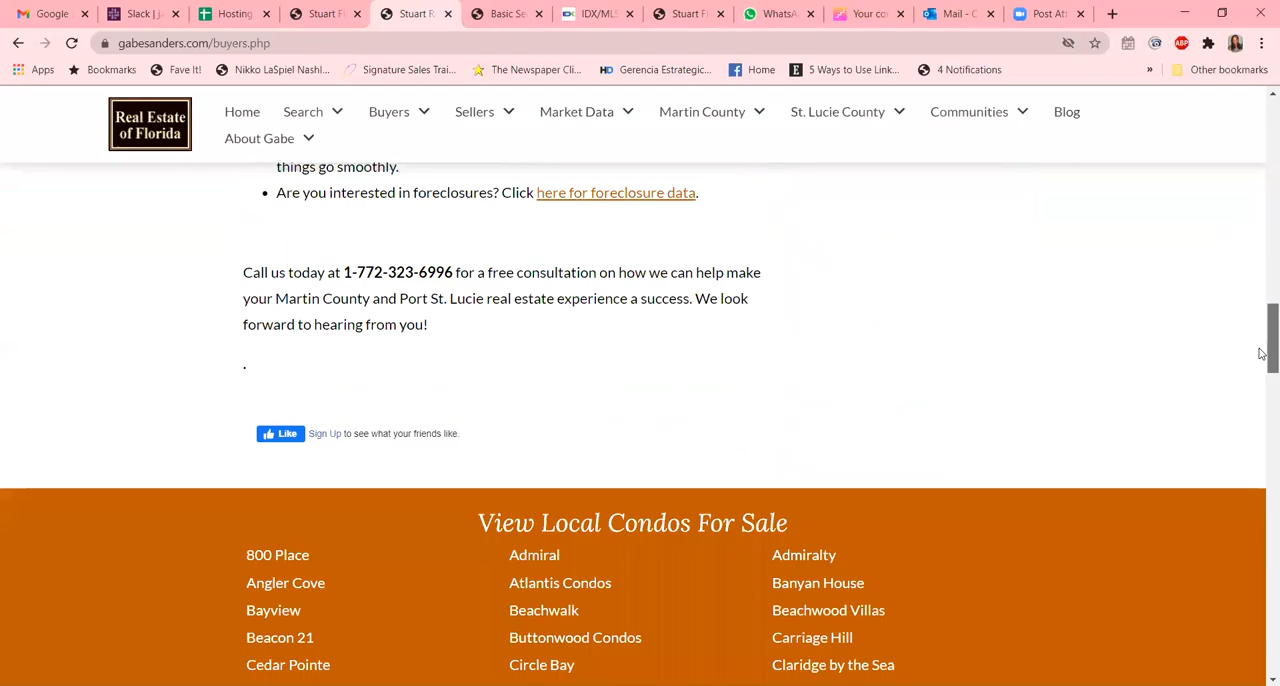 Google
Slack | j
Hosting
Stuart F
Stuart R
Basic Se
IDX/MLS
Stuart F
WhatsA
Your co
Mail - C
Post Att
gabesanders.com/buyers.php
Apps
Bookmarks
Fave It!
Nikko LaSpiel Nashl...
Signature Sales Trai...
The Newspaper Cli...
Gerencia Estrategic...
Home
5 Ways to Use Link...
4 Notifications
»
Other bookmarks
Real Estate
of Florida
Home
Search
Buyers
Sellers
Market Data
Martin County
St. Lucie County
Communities
Blog
About Gabe
things go smoothly.
• Are you interested in foreclosures? Click here for foreclosure data.
Call us today at 1-772-323-6996 for a free consultation on how we can help make
your Martin County and Port St. Lucie real estate experience a success. We look
forward to hearing from you!
.
Like
Sign Up to see what your friends like.
View Local Condos For Sale
800 Place
Admiral
Admiralty
Angler Cove
Atlantis Condos
Banyan House
Bayview
Beachwalk
Beachwood Villas
Beacon 21
Buttonwood Condos
Carriage Hill
Cedar Pointe
Circle Bay
Claridge by the Sea